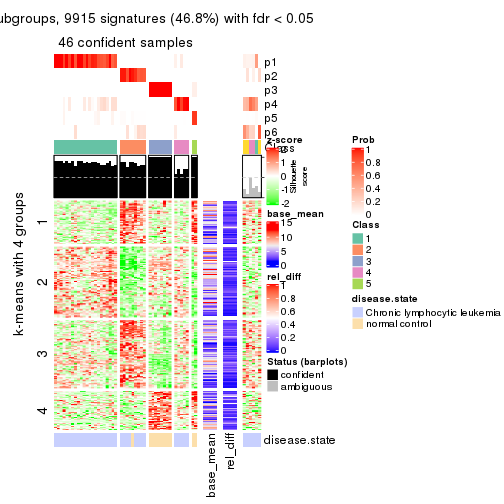 ubgroups, 9915 signatures (46.8%) with fdr < 0.05
46 confident samples
p1
p2
p3
p4
p5
p6
Class
z-score
2
1
0
-1
-2
Silhouette
score
base_mean
15
10
5
0
rel_diff
1
0.8
0.6
0.4
0.2
0
Status (barplots)
confident
ambiguous
Prob
1
0.8
0.6
0.4
0.2
0
Class
1
2
3
4
5
disease.state
Chronic lymphocytic leukemia
normal control
k-means with 4 groups
1
2
3
4
base_mean
rel_diff
disease.state